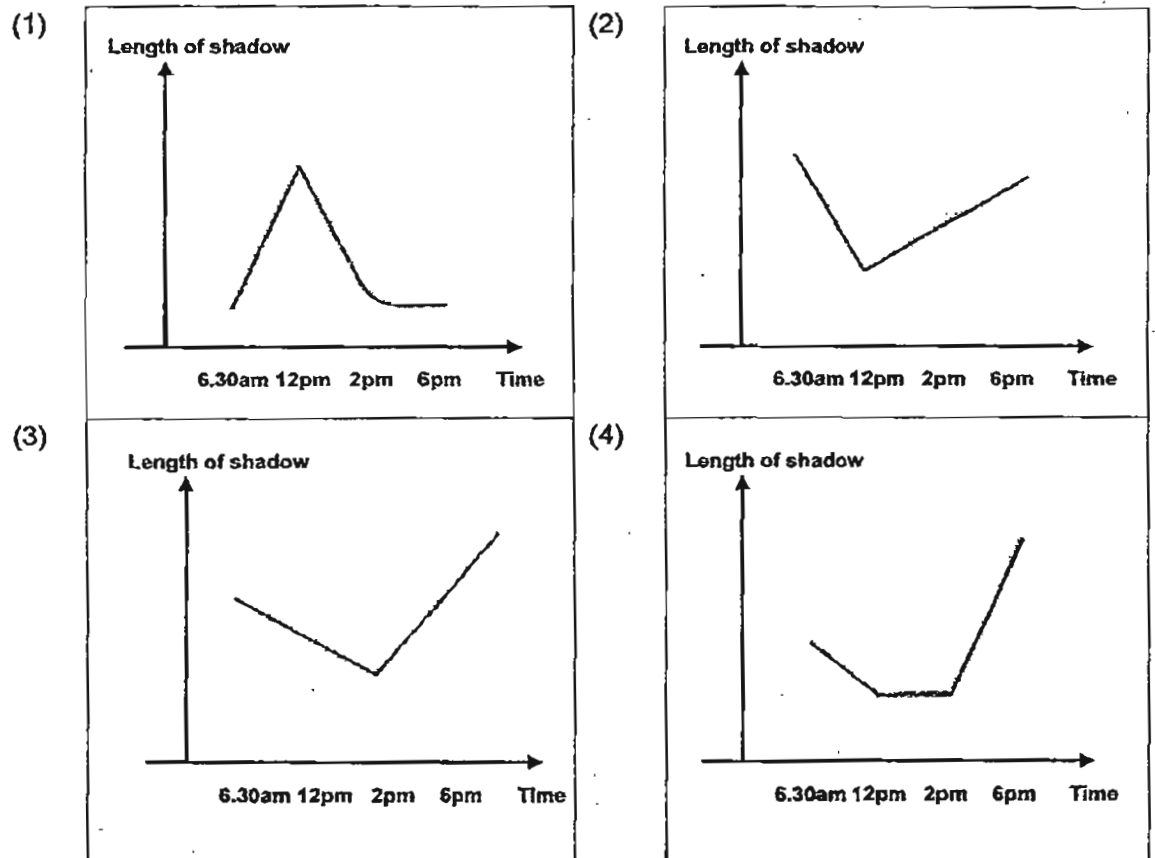 (1)
Length of shadow
6.30am 12pm 2pm 6pm Time
(2)
Length of shadow
6.30am 12pm 2pm 6pm Time
(3)
Length of shadow
6.30am 12pm 2pm 6pm Time
(4)
Length of shadow
6.30am 12pm 2pm 6pm Time